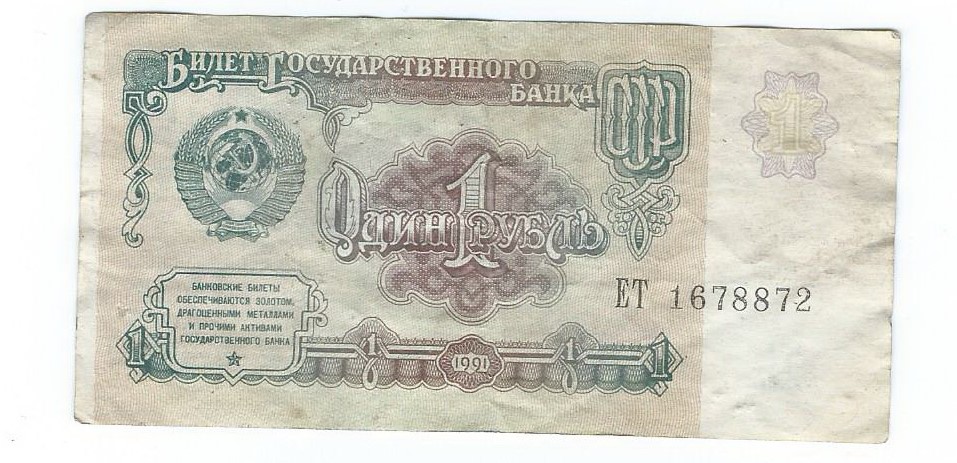 Билет Государственного
Банка
СССР
1
Один 1 рубль
ЕТ 1678872
БАНКОВСКИЕ БИЛЕТЫ
ОБЕСПЕЧИВАЮТСЯ ЗОЛОТОМ,
ДРАГОЦЕННЫМИ МЕТАЛЛАМИ
И ПРОЧИМИ АКТИВАМИ
ГОСУДАРСТВЕННОГО БАНКА
1 1 1991 1 1